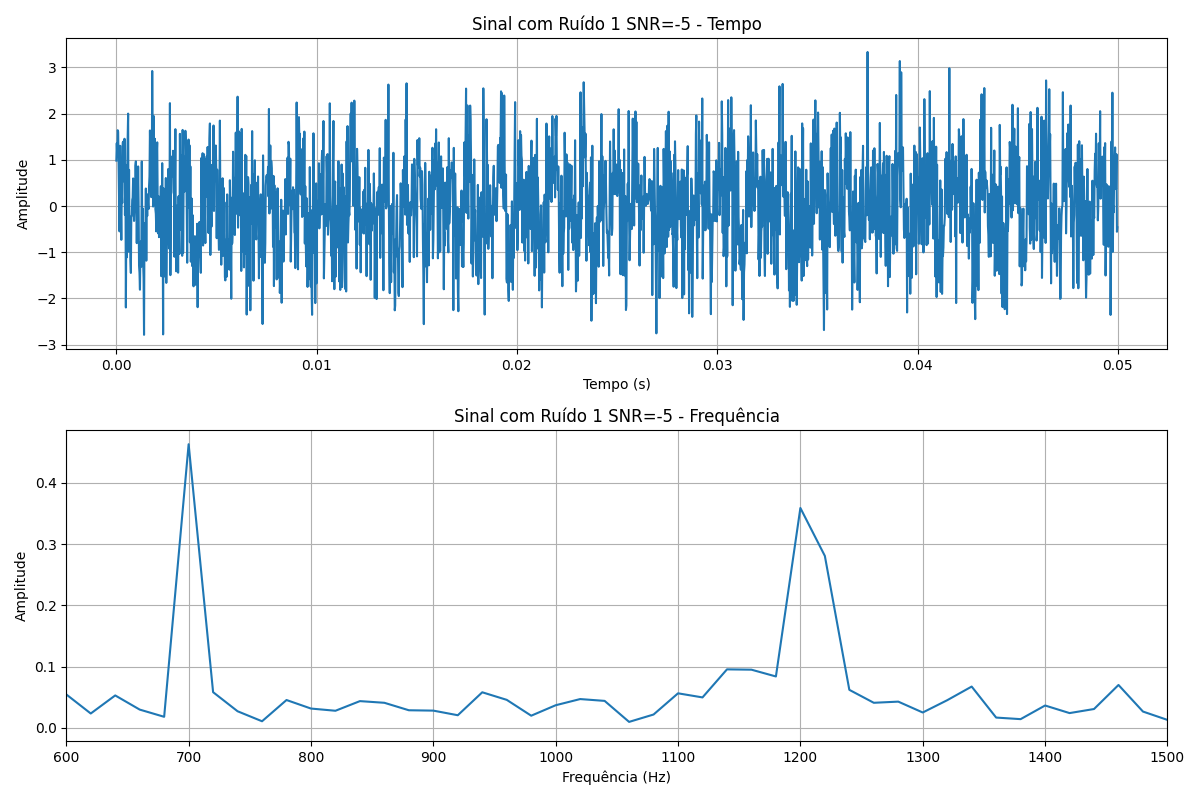 Sinal com Ruído 1 SNR=-5 - Tempo
3
2
1
0
−1
−2
−3
Amplitude
0.00 0.01 0.02 0.03 0.04 0.05
Tempo (s)
Sinal com Ruído 1 SNR=-5 - Frequência
0.4
0.3
0.2
0.1
0.0
Amplitude
600 700 800 900 1000 1100 1200 1300 1400 1500
Frequência (Hz)